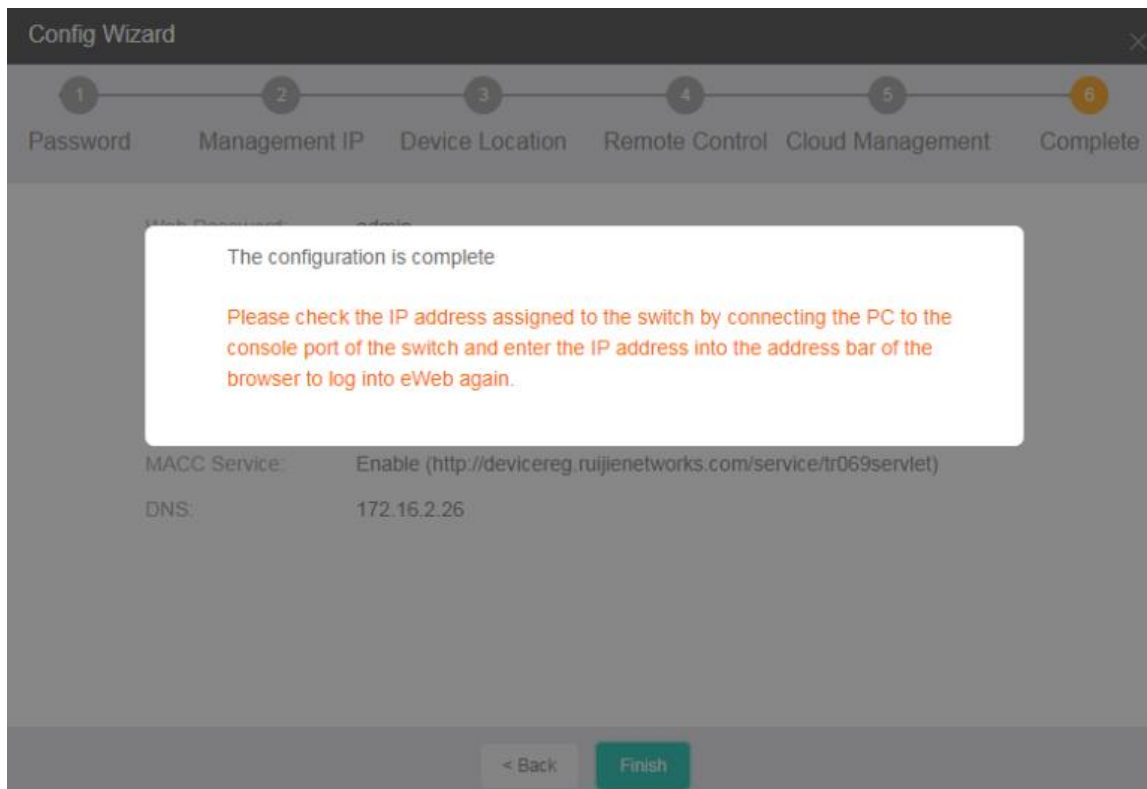 Config Wizard
1 2 3 4 5 6
Password Management IP Device Location Remote Control Cloud Management Complete
Web Password: admin
The configuration is complete
Please check the IP address assigned to the switch by connecting the PC to the
console port of the switch and enter the IP address into the address bar of the
browser to log into eWeb again.
MACC Service: Enable (http://devicereg.ruijienetworks.com/service/tr069servlet)
DNS: 172.16.2.26
< Back Finish